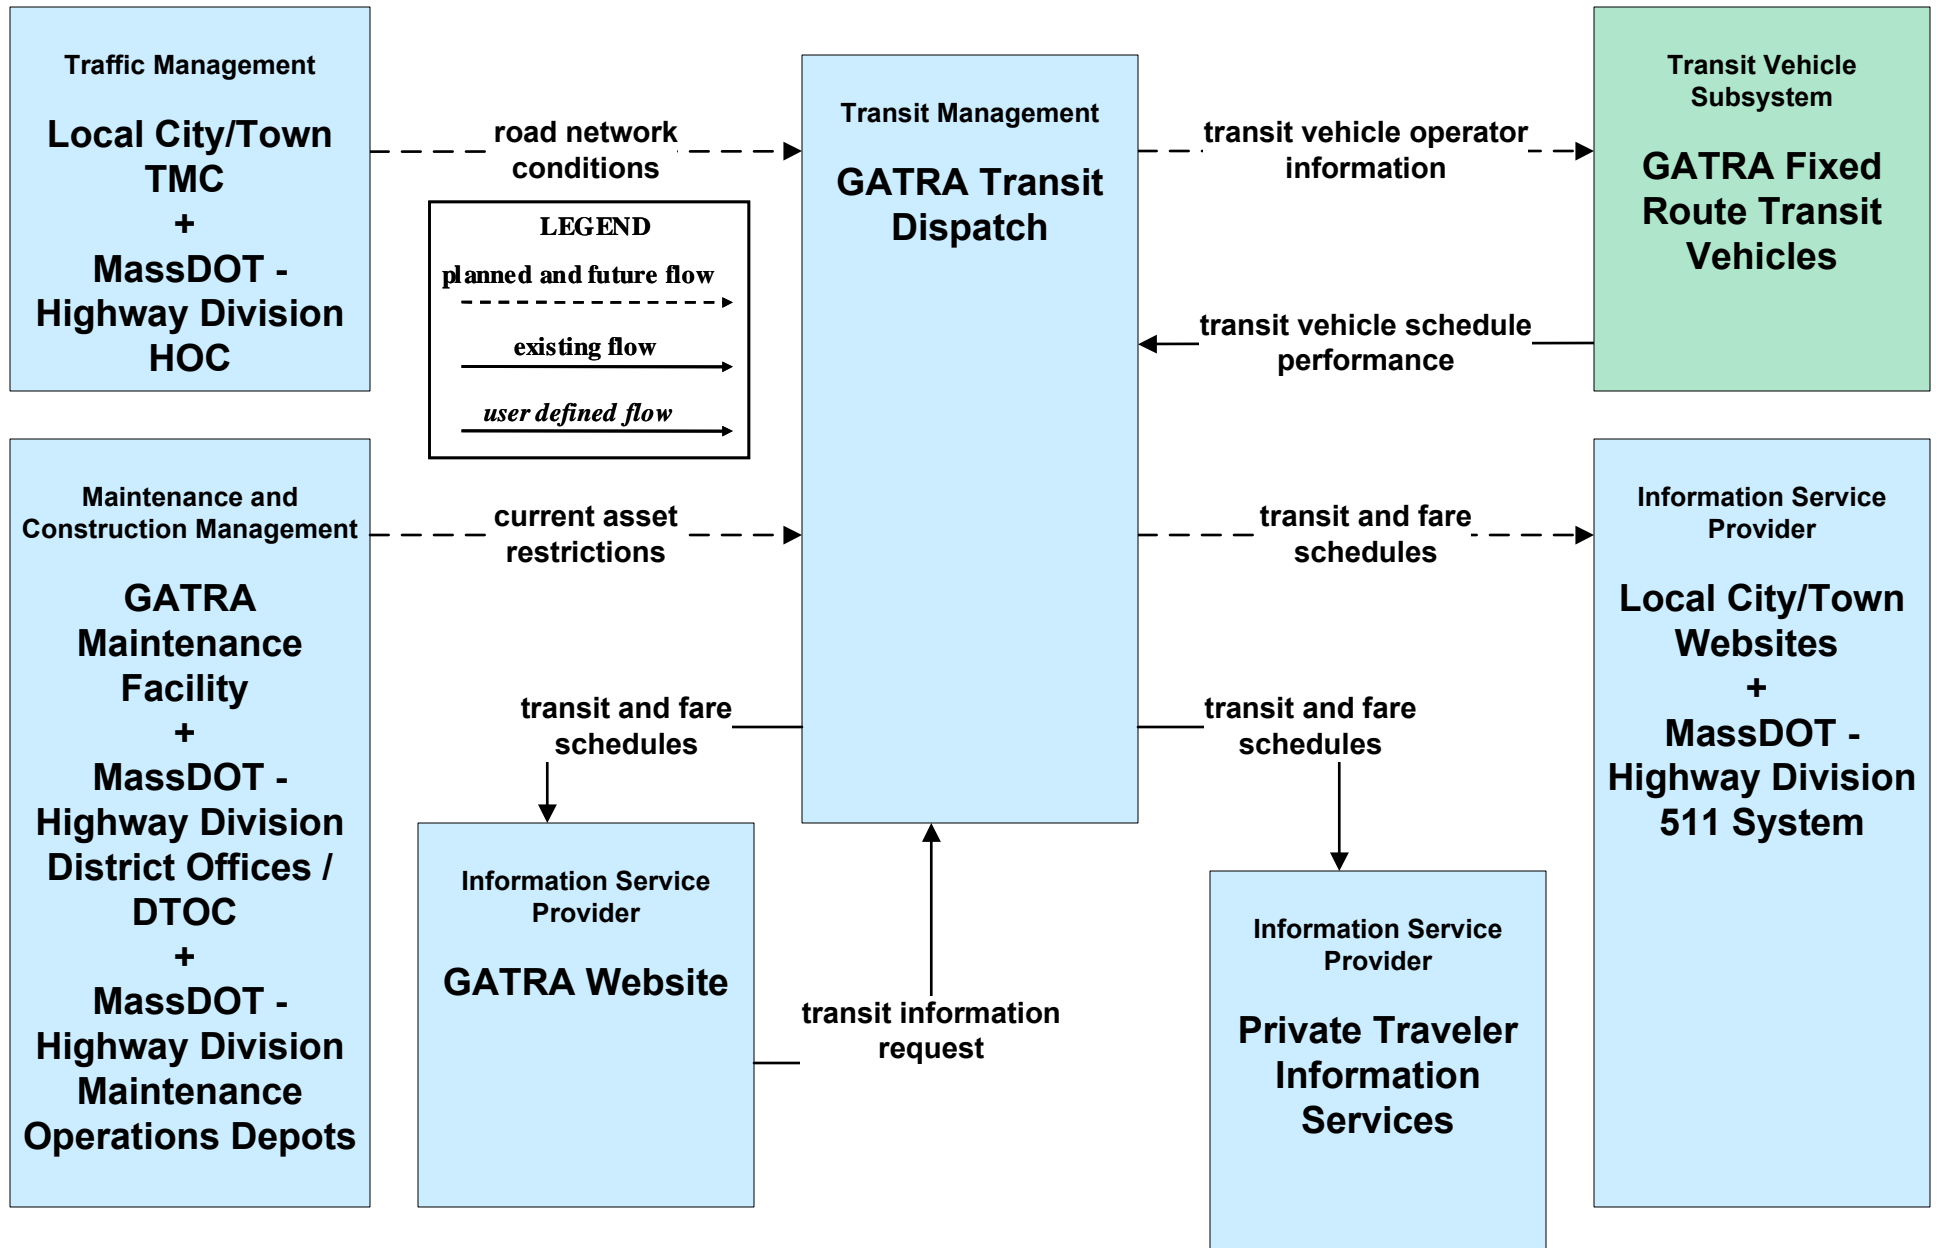 Traffic Management
Local City/Town
TMC
+
MassDOT -
Highway Division
HOC
road network
conditions
LEGEND
planned and future flow
existing flow
user defined flow
Transit Management
GATRA Transit
Dispatch
transit vehicle operator
information
Transit Vehicle
Subsystem
GATRA Fixed
Route Transit
Vehicles
transit vehicle schedule
performance
Maintenance and
Construction Management
GATRA
Maintenance
Facility
+
MassDOT -
Highway Division
District Offices /
DTOC
+
MassDOT -
Highway Division
Maintenance
Operations Depots
current asset
restrictions
transit and fare
schedules
Information Service
Provider
Local City/Town
Websites
+
MassDOT -
Highway Division
511 System
transit and fare
schedules
transit and fare
schedules
Information Service
Provider
GATRA Website
transit information
request
Information Service
Provider
Private Traveler
Information
Services